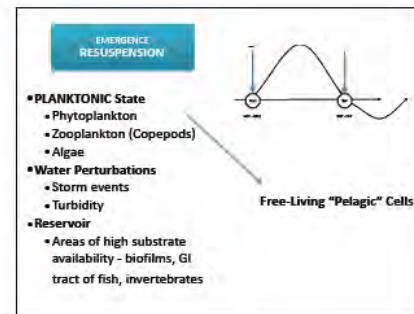 EMERGENCE
RESUSPENSION
▪PLANKTONIC State
▪Phytoplankton
▪Zooplankton (Copepods)
▪Algae
▪Water Perturbations
▪Storm events
▪Turbidity
▪Reservoir
▪Areas of high substrate
availability - biofilms, GI
tract of fish, invertebrates
Free-Living "Pelagic" Cells